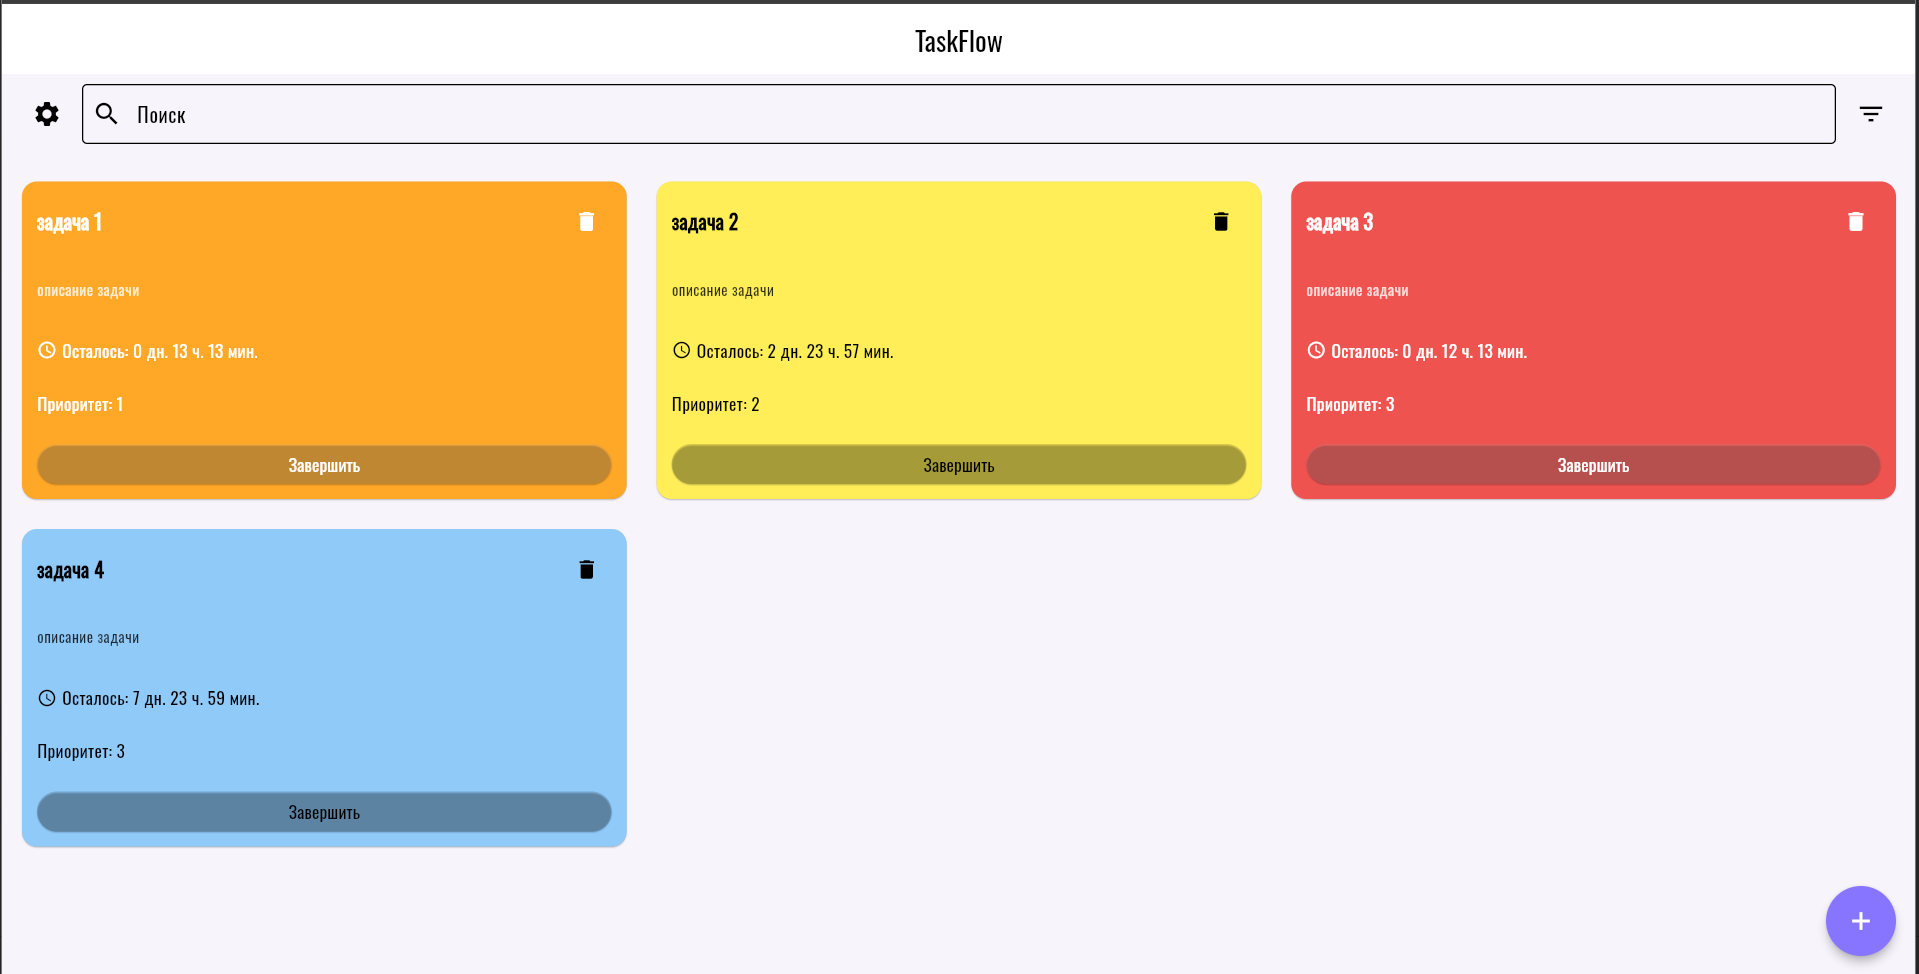 TaskFlow
Поиск
задача 1
описание задачи
Осталось: 0 дн. 13 ч. 13 мин.
Приоритет: 1
Завершить
задача 2
описание задачи
Осталось: 2 дн. 23 ч. 57 мин.
Приоритет: 2
Завершить
задача 3
описание задачи
Осталось: 0 дн. 12 ч. 13 мин.
Приоритет: 3
Завершить
задача 4
описание задачи
Осталось: 7 дн. 23 ч. 59 мин.
Приоритет: 3
Завершить